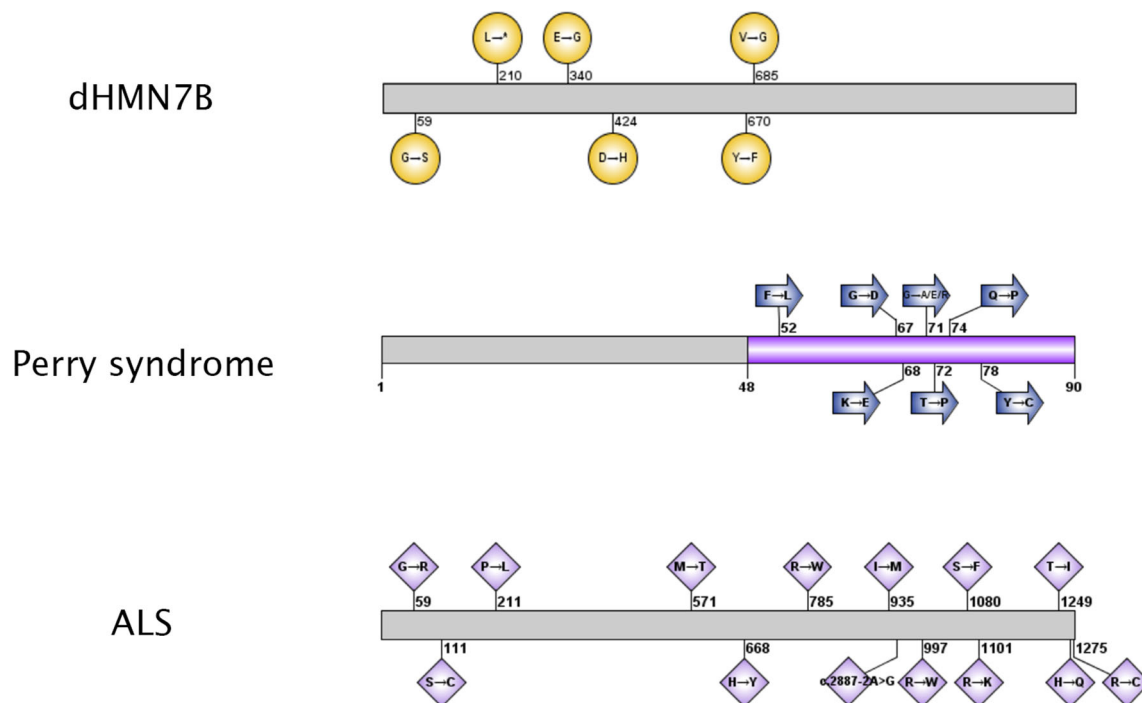 L→* E→G V→G
210 340 685
dHMN7B
59 424 670
G→S D→H Y→F
F→L G→D G→A/E/R Q→P
52 67 71 74
Perry syndrome
1 48 68 72 78 90
K→E T→P Y→C
G→R P→L M→T R→W I→M S→F T→I
59 211 571 785 935 1080 1249
ALS
111 668 997 1101 1275
S→C H→Y c.2887-2A>G R→W R→K H→Q R→C